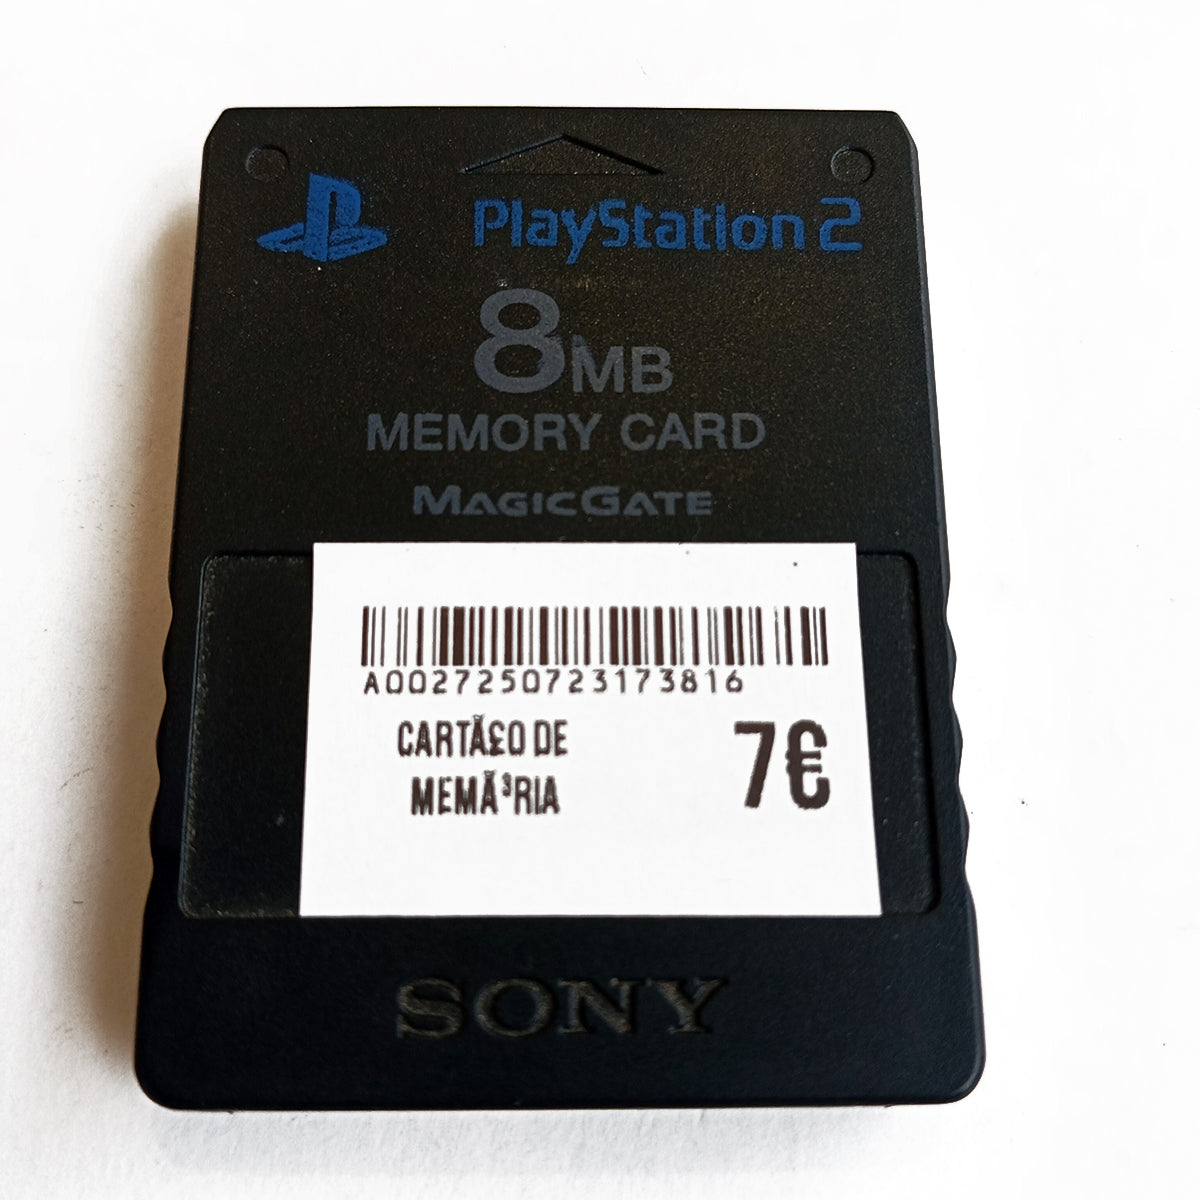 PlayStation 2
8MB
MEMORY CARD
MAGICGATE
A0027250723173816
CARTÃ£O DE
MEMÃ³RIA
7€
SONY